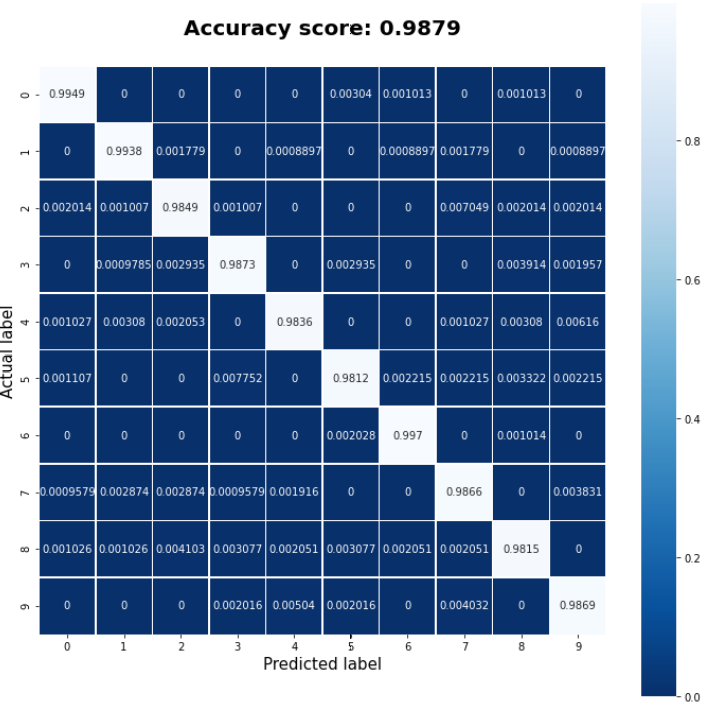 Accuracy score: 0.9879
0 0.9949 0 0 0 0 0.00304 0.001013 0 0.001013 0
1 0 0.9938 0.001779 0 0.0008897 0 0.0008897 0.001779 0 0.0008897
0.8
2 0.002014 0.001007 0.9849 0.001007 0 0 0 0.007049 0.002014 0.002014
3 0 0.0009785 0.002935 0.9873 0 0.002935 0 0 0.003914 0.001957
0.6
4 0.001027 0.00308 0.002053 0 0.9836 0 0 0.001027 0.00308 0.00616
Actual label
5 0.001107 0 0 0.007752 0 0.9812 0.002215 0.002215 0.003322 0.002215
0.4
6 0 0 0 0 0 0.002028 0.997 0 0.001014 0
7 0.0009579 0.002874 0.002874 0.0009579 0.001916 0 0 0.9866 0 0.003831
8 0.001026 0.001026 0.004103 0.003077 0.002051 0.003077 0.002051 0.002051 0.9815 0
0.2
9 0 0 0 0.002016 0.00504 0.002016 0 0.004032 0 0.9869
0 1 2 3 4 5 6 7 8 9
Predicted label
0.0